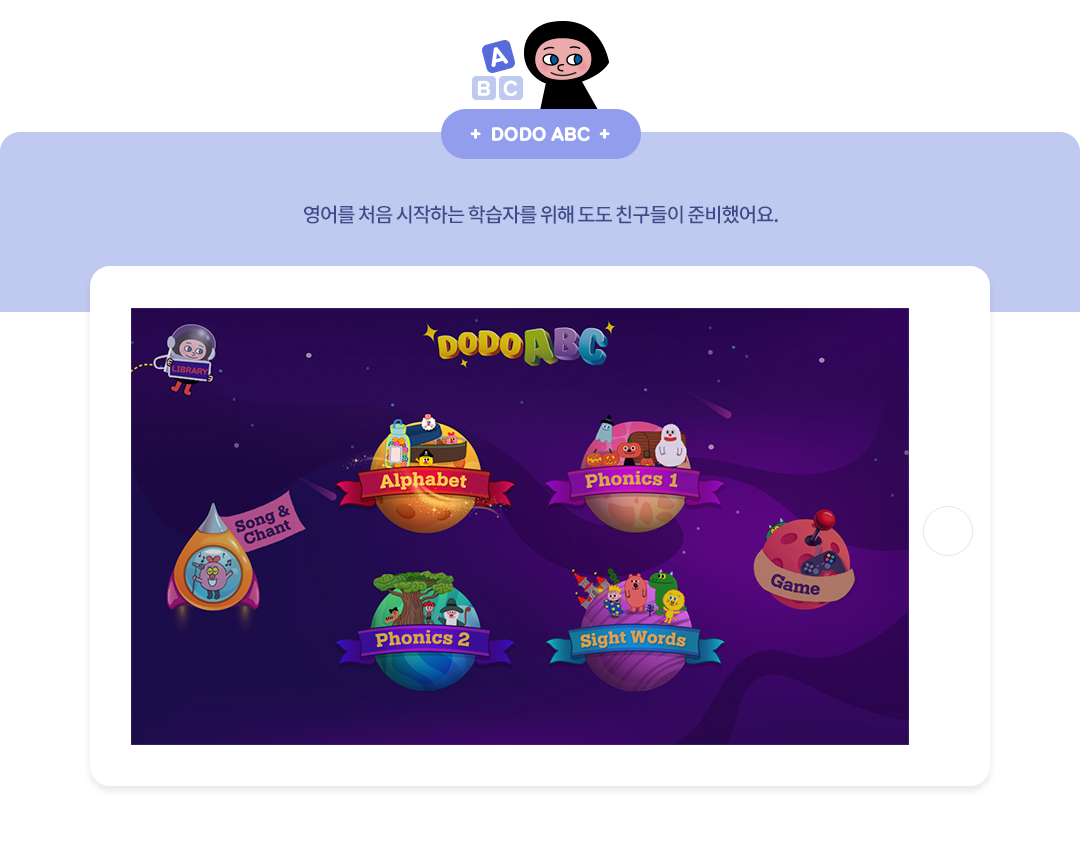 A
B C
+ DODO ABC +
영어를 처음 시작하는 학습자를 위해 도도 친구들이 준비했어요.
DODO ABC
LIBRARY
Alphabet
Phonics 1
Song &
Chant
Game
Phonics 2
Sight Words